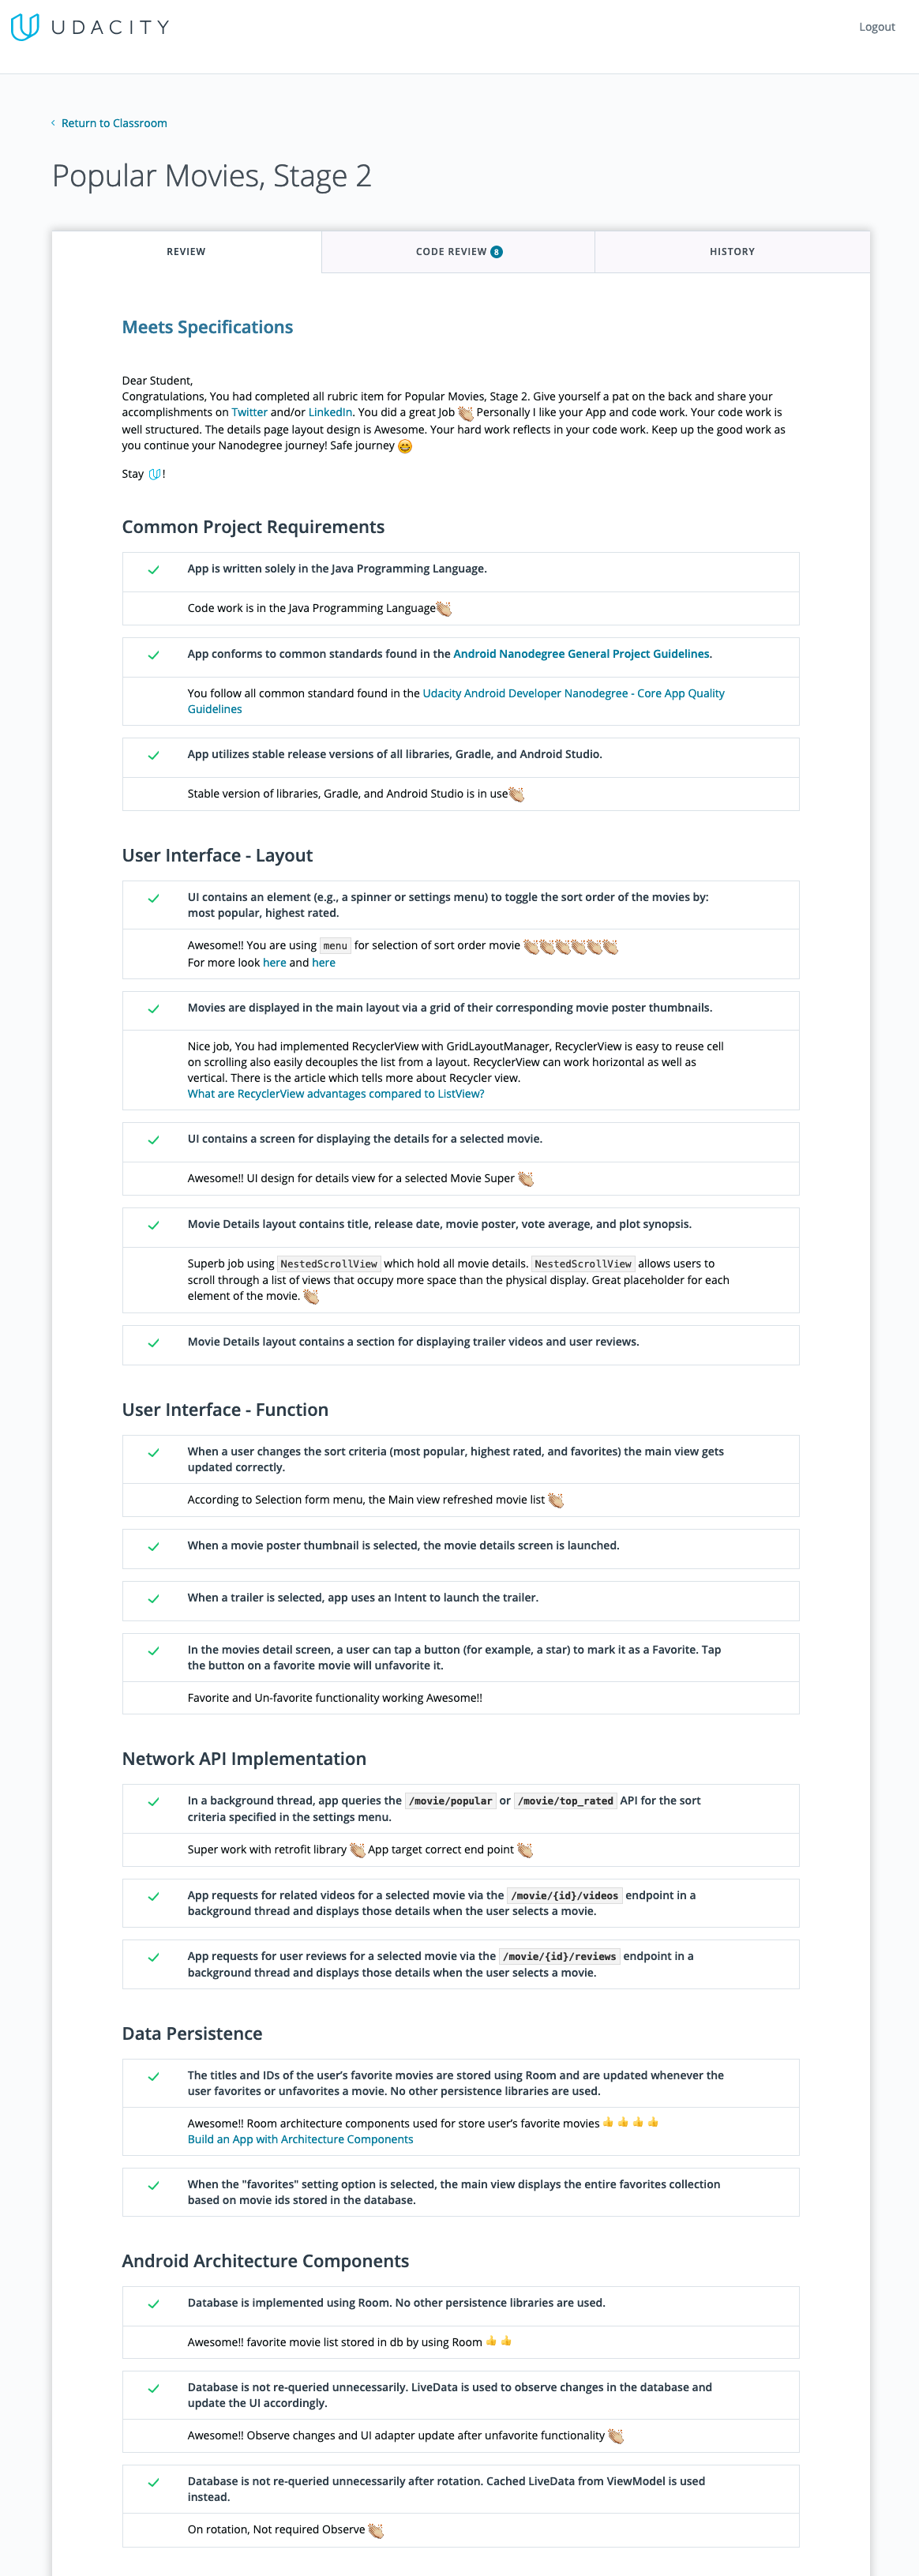 UDACITY
Logout
Return to Classroom
Popular Movies, Stage 2
REVIEW
CODE REVIEW 8
HISTORY
Meets Specifications
Dear Student,
Congratulations, You had completed all rubric item for Popular Movies, Stage 2. Give yourself a pat on the back and share your
accomplishments on Twitter and/or LinkedIn. You did a great Job 👏 Personally I like your App and code work. Your code work is
well structured. The details page layout design is Awesome. Your hard work reflects in your code work. Keep up the good work as
you continue your Nanodegree journey! Safe journey 😄
Stay !
Common Project Requirements
App is written solely in the Java Programming Language.
Code work is in the Java Programming Language👏
App conforms to common standards found in the Android Nanodegree General Project Guidelines.
You follow all common standard found in the Udacity Android Developer Nanodegree - Core App Quality
Guidelines
App utilizes stable release versions of all libraries, Gradle, and Android Studio.
Stable version of libraries, Gradle, and Android Studio is in use👏
User Interface - Layout
UI contains an element (e.g., a spinner or settings menu) to toggle the sort order of the movies by:
most popular, highest rated.
Awesome!! You are using menu for selection of sort order movie 👏👏👏👏👏👏
For more look here and here
Movies are displayed in the main layout via a grid of their corresponding movie poster thumbnails.
Nice job, You had implemented RecyclerView with GridLayoutManager, RecyclerView is easy to reuse cell
on scrolling also easily decouples the list from a layout. RecyclerView can work horizontal as well as
vertical. There is the article which tells more about Recycler view.
What are RecyclerView advantages compared to ListView?
UI contains a screen for displaying the details for a selected movie.
Awesome!! UI design for details view for a selected Movie Super 👏
Movie Details layout contains title, release date, movie poster, vote average, and plot synopsis.
Superb job using NestedScrollView which hold all movie details. NestedScrollView allows users to
scroll through a list of views that occupy more space than the physical display. Great placeholder for each
element of the movie. 👏
Movie Details layout contains a section for displaying trailer videos and user reviews.
User Interface - Function
When a user changes the sort criteria (most popular, highest rated, and favorites) the main view gets
updated correctly.
According to Selection form menu, the Main view refreshed movie list 👏
When a movie poster thumbnail is selected, the movie details screen is launched.
When a trailer is selected, app uses an Intent to launch the trailer.
In the movies detail screen, a user can tap a button (for example, a star) to mark it as a Favorite. Tap
the button on a favorite movie will unfavorite it.
Favorite and Un-favorite functionality working Awesome!!
Network API Implementation
In a background thread, app queries the /movie/popular or /movie/top_rated API for the sort
criteria specified in the settings menu.
Super work with retrofit library 👏 App target correct end point 👏
App requests for related videos for a selected movie via the /movie/{id}/videos endpoint in a
background thread and displays those details when the user selects a movie.
App requests for user reviews for a selected movie via the /movie/{id}/reviews endpoint in a
background thread and displays those details when the user selects a movie.
Data Persistence
The titles and IDs of the user’s favorite movies are stored using Room and are updated whenever the
user favorites or unfavorites a movie. No other persistence libraries are used.
Awesome!! Room architecture components used for store user’s favorite movies 👍 👍 👍 👍
Build an App with Architecture Components
When the "favorites" setting option is selected, the main view displays the entire favorites collection
based on movie ids stored in the database.
Android Architecture Components
Database is implemented using Room. No other persistence libraries are used.
Awesome!! favorite movie list stored in db by using Room 👍 👍
Database is not re-queried unnecessarily. LiveData is used to observe changes in the database and
update the UI accordingly.
Awesome!! Observe changes and UI adapter update after unfavorite functionality 👏
Database is not re-queried unnecessarily after rotation. Cached LiveData from ViewModel is used
instead.
On rotation, Not required Observe 👏